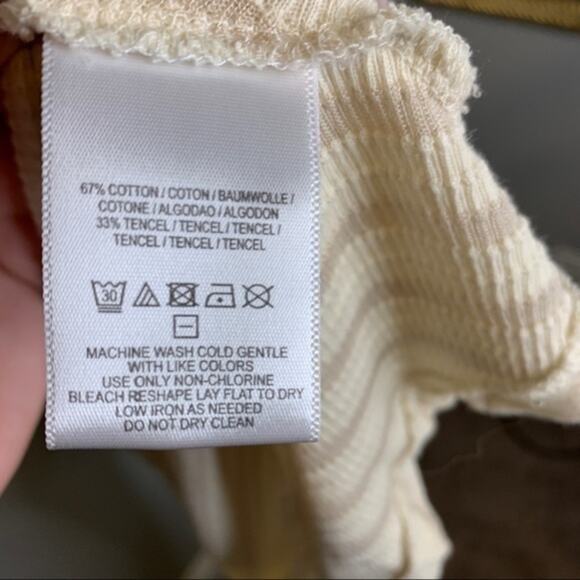 67% COTTON / COTON / BAUMWOLLE /
COTONE / ALGODAO / ALGODON
33% TENCEL / TENCEL / TENCEL /
TENCEL / TENCEL / TENCEL
30
MACHINE WASH COLD GENTLE
WITH LIKE COLORS
USE ONLY NON-CHLORINE
BLEACH RESHAPE LAY FLAT TO DRY
LOW IRON AS NEEDED
DO NOT DRY CLEAN